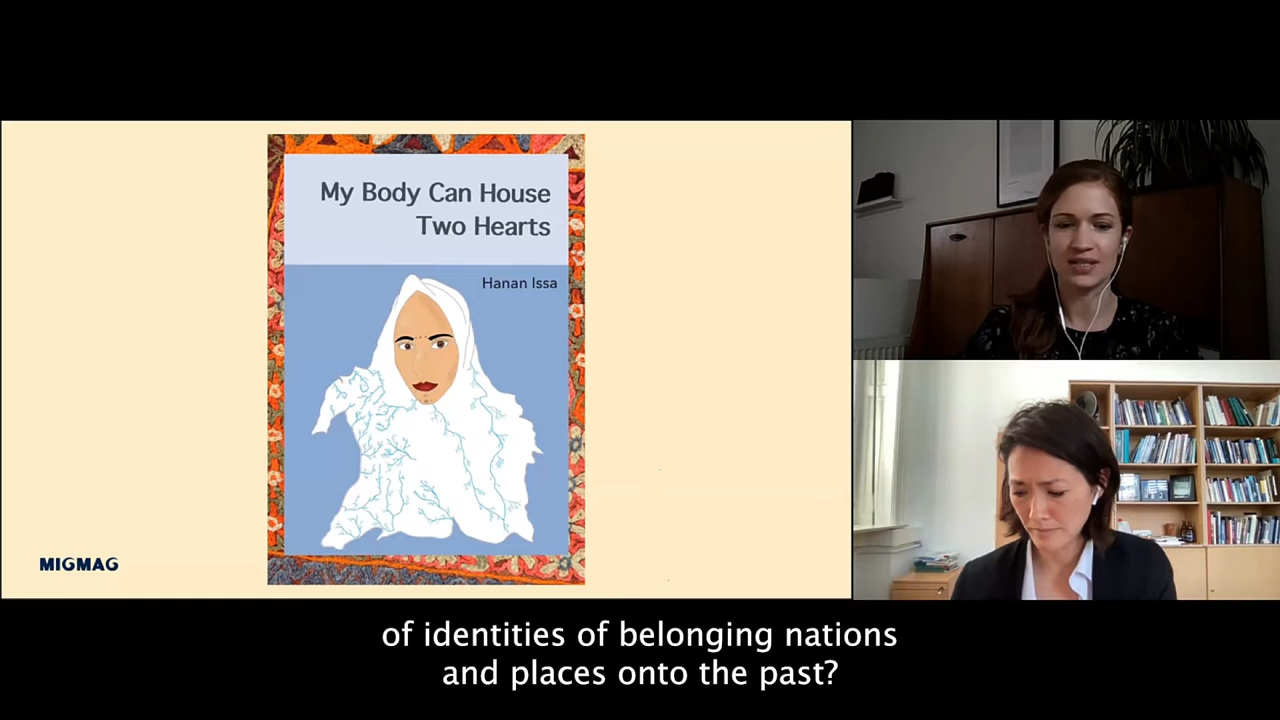 My Body Can House
Two Hearts
Hanan Issa
MIGMAG
of identities of belonging nations
and places onto the past?